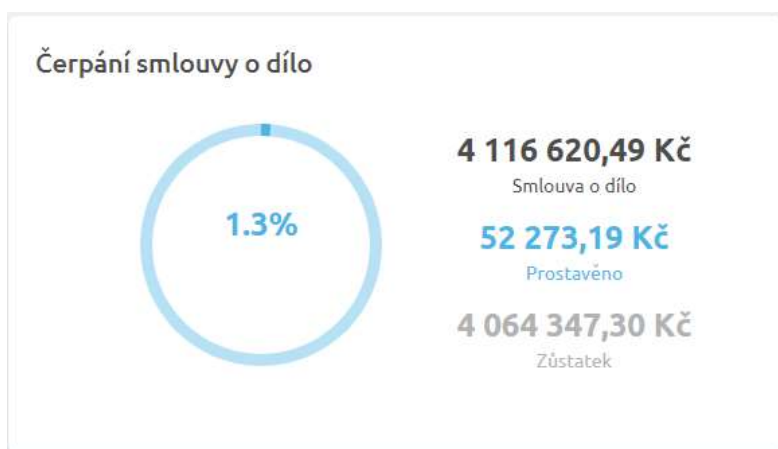 Čerpání smlouvy o dílo
1.3%
4 116 620,49 Kč
Smlouva o dílo
52 273,19 Kč
Prostavěno
4 064 347,30 Kč
Zůstatek